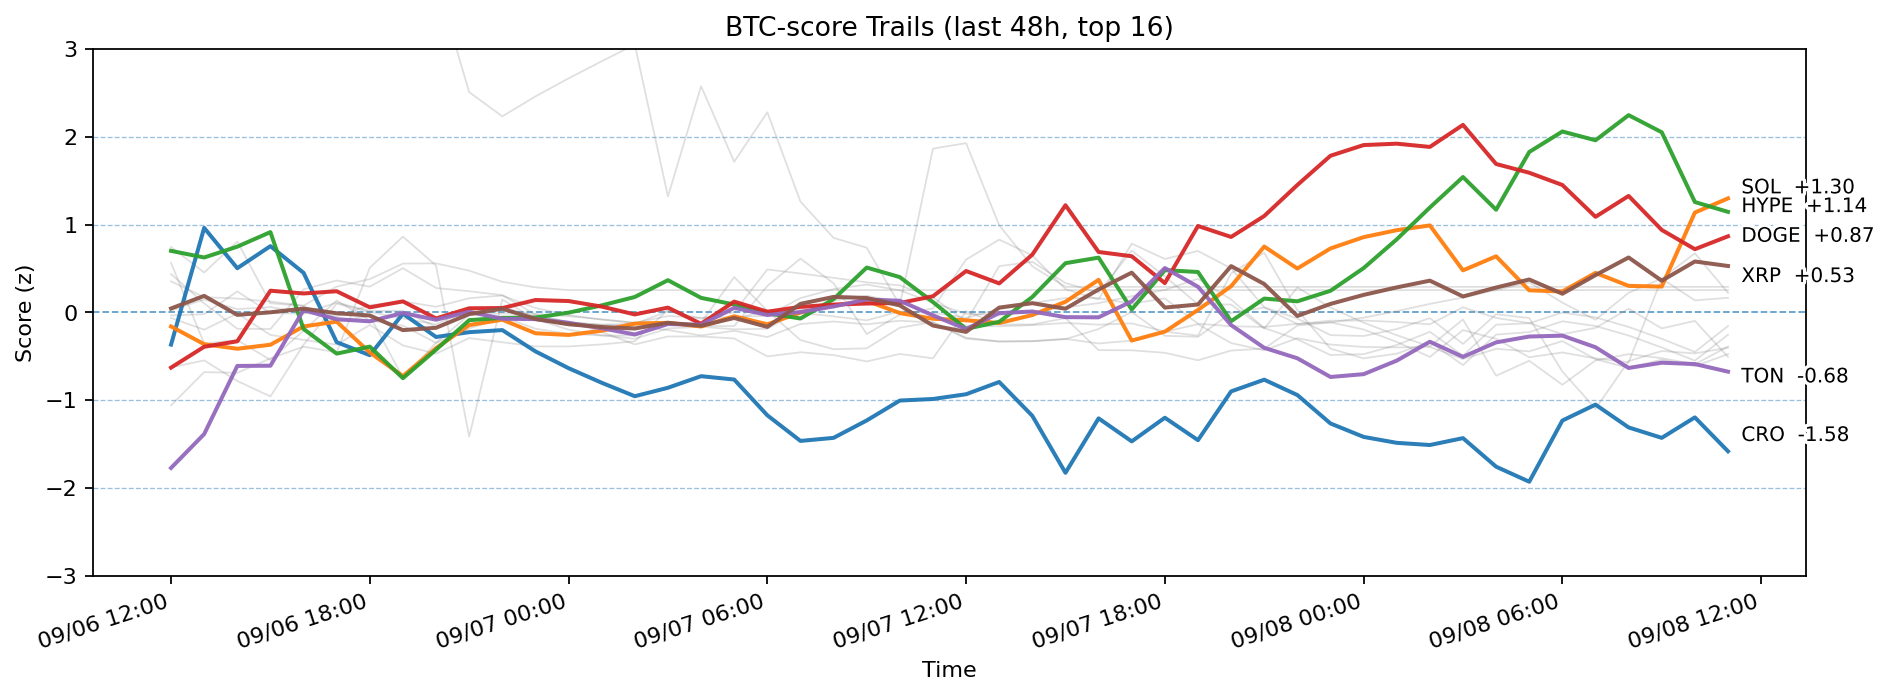 BTC-score Trails (last 48h, top 16)
Score (z)
3
2
1
0
−1
−2
−3
SOL +1.30
HYPE +1.14
DOGE +0.87
XRP +0.53
TON -0.68
CRO -1.58
09/06 12:00
09/06 18:00
09/07 00:00
09/07 06:00
09/07 12:00
09/07 18:00
09/08 00:00
09/08 06:00
09/08 12:00
Time